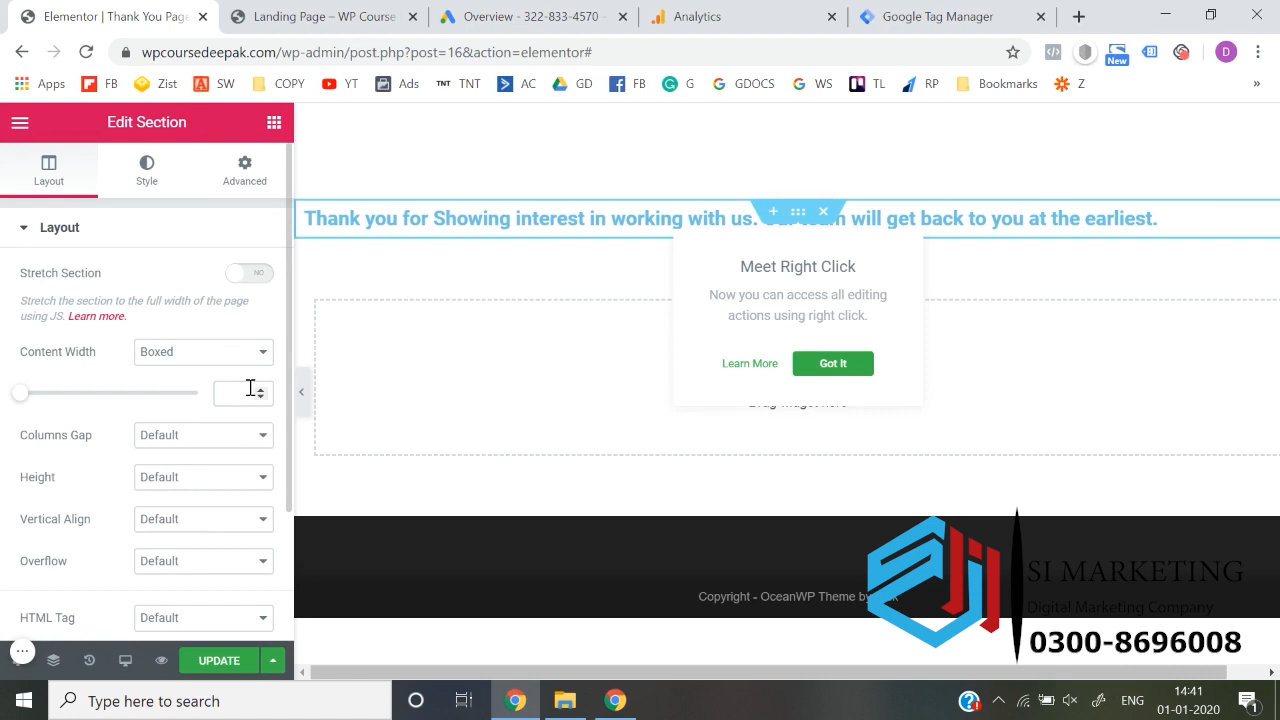 Elementor | Thank You Page
Landing Page – WP Course
Overview - 322-833-4570 -
Analytics
Google Tag Manager
wpcoursedeepak.com/wp-admin/post.php?post=16&action=elementor#
D
New
Apps
FB
Zist
SW
COPY
YT
Ads
TNT
TNT
AC
GD
FB
G
GDOCS
WS
TL
RP
Bookmarks
Z
»
Edit Section
Layout
Style
Advanced
Layout
Stretch Section
NO
Stretch the section to the full width of the page
using JS. Learn more.
Content Width
Boxed
Columns Gap
Default
Height
Default
Vertical Align
Default
Overflow
Default
HTML Tag
Default
UPDATE
Thank you for Showing interest in working with us. Our team will get back to you at the earliest.
Meet Right Click
Now you can access all editing
actions using right click.
Learn More
Got It
Drag widget here
Copyright - OceanWP Theme by
SI MARKETING
Digital Marketing Company
0300-8696008
Type here to search
ENG
14:41
01-01-2020
1